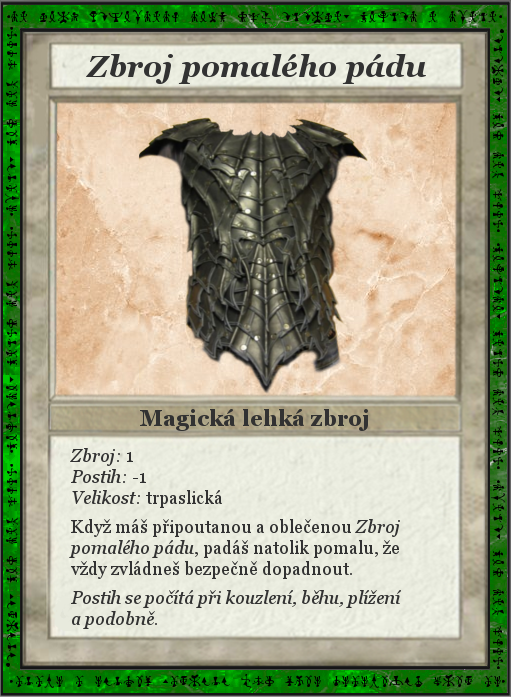 Zbroj pomalého pádu
Magická lehká zbroj
Zbroj: 1
Postih: -1
Velikost: trpaslická
Když máš připoutanou a oblečenou Zbroj
pomalého pádu, padáš natolik pomalu, že
vždy zvládneš bezpečně dopadnout.
Postih se počítá při kouzlení, běhu, plížení
a podobně.